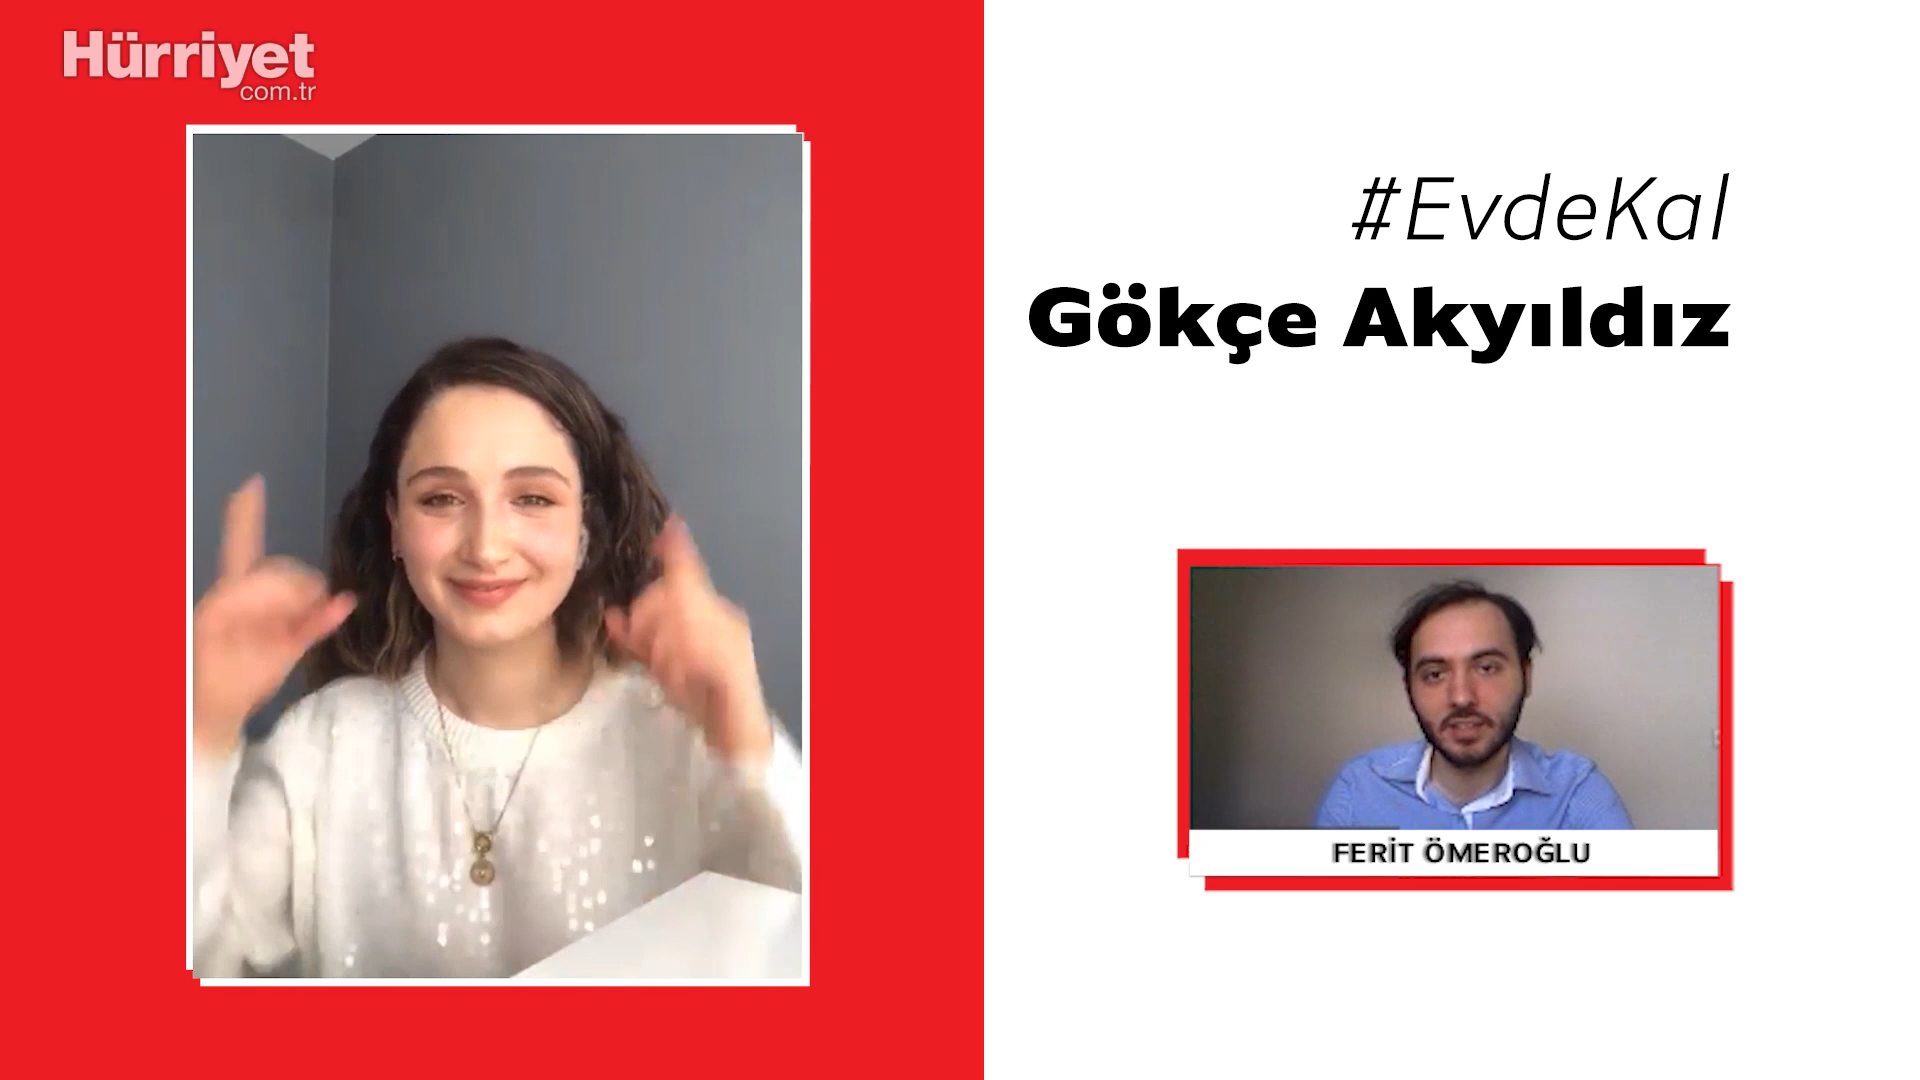 Hürriyet
com.tr
#EvdeKal
Gökçe Akyıldız
FERİT ÖMEROĞLU